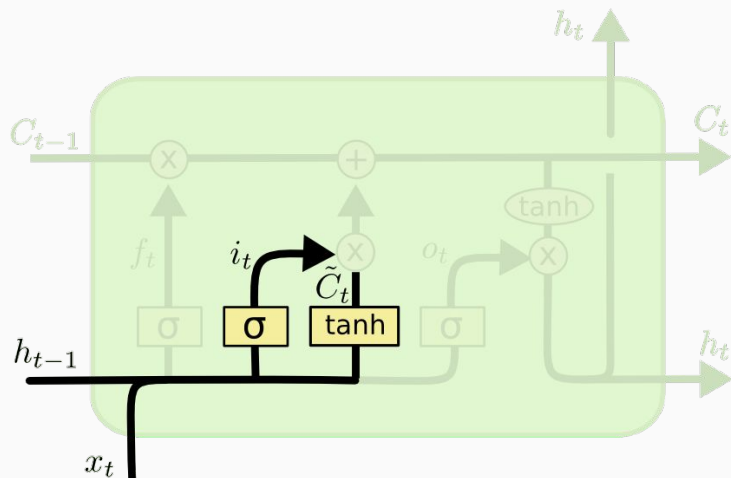 h_t
C_{t-1}
C_t
×
+
tanh
f_t
i_t
×
o_t
×
C̃_t
σ
σ
tanh
σ
h_{t-1}
h_t
x_t